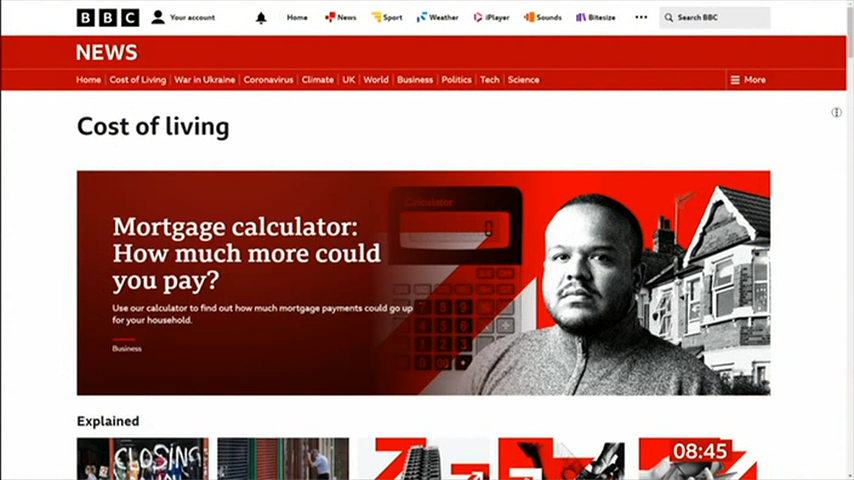 BBC
Your account
Home
News
Sport
Weather
iPlayer
Sounds
Bitesize
Search BBC
NEWS
Home
Cost of Living
War in Ukraine
Coronavirus
Climate
UK
World
Business
Politics
Tech
Science
More
Cost of living
Mortgage calculator:
How much more could
you pay?
Use our calculator to find out how much mortgage payments could go up
for your household.
Business
Calculator
0
Explained
CLOSING
08:45